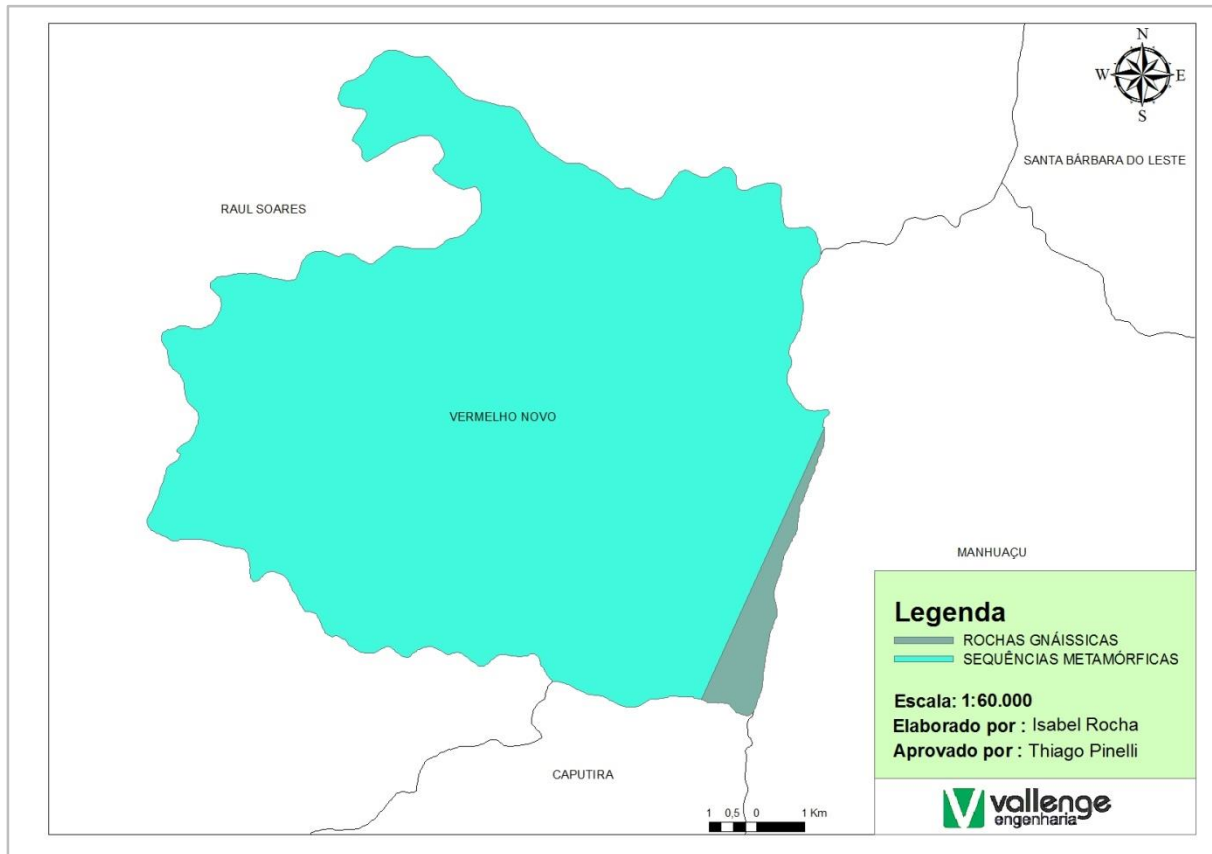 N
W E
S
SANTA BÁRBARA DO LESTE
RAUL SOARES
VERMELHO NOVO
MANHUAÇU
CAPUTIRA
Legenda
ROCHAS GNÁISSICAS
SEQUÊNCIAS METAMÓRFICAS
Escala: 1:60.000
Elaborado por : Isabel Rocha
Aprovado por : Thiago Pinelli
1 0,5 0 1 Km
vallenge
engenharia